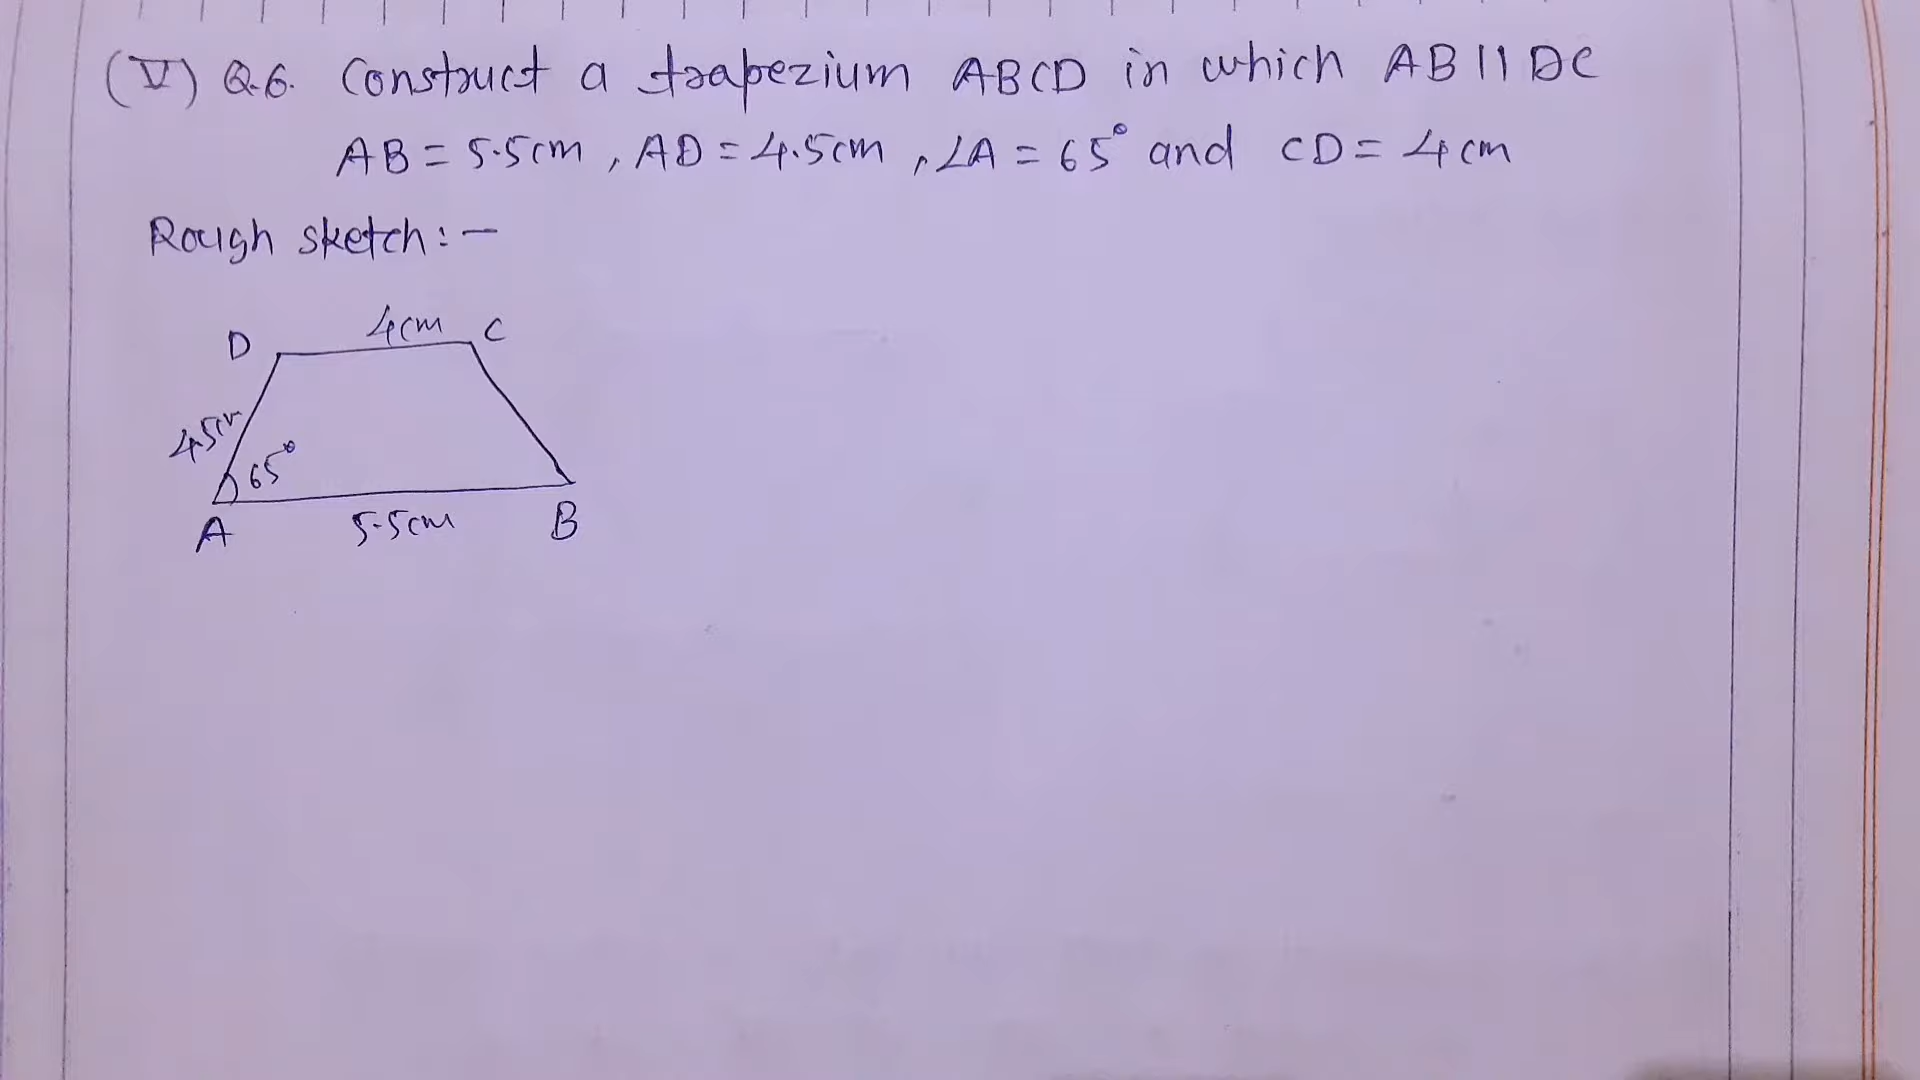 (V) Q.6. Construct a trapezium ABCD in which AB || DC
AB = 5.5cm , AD = 4.5cm , ∠A = 65° and CD = 4cm
Rough sketch :-
D 4cm C
4.5cm
65°
A 5.5cm B